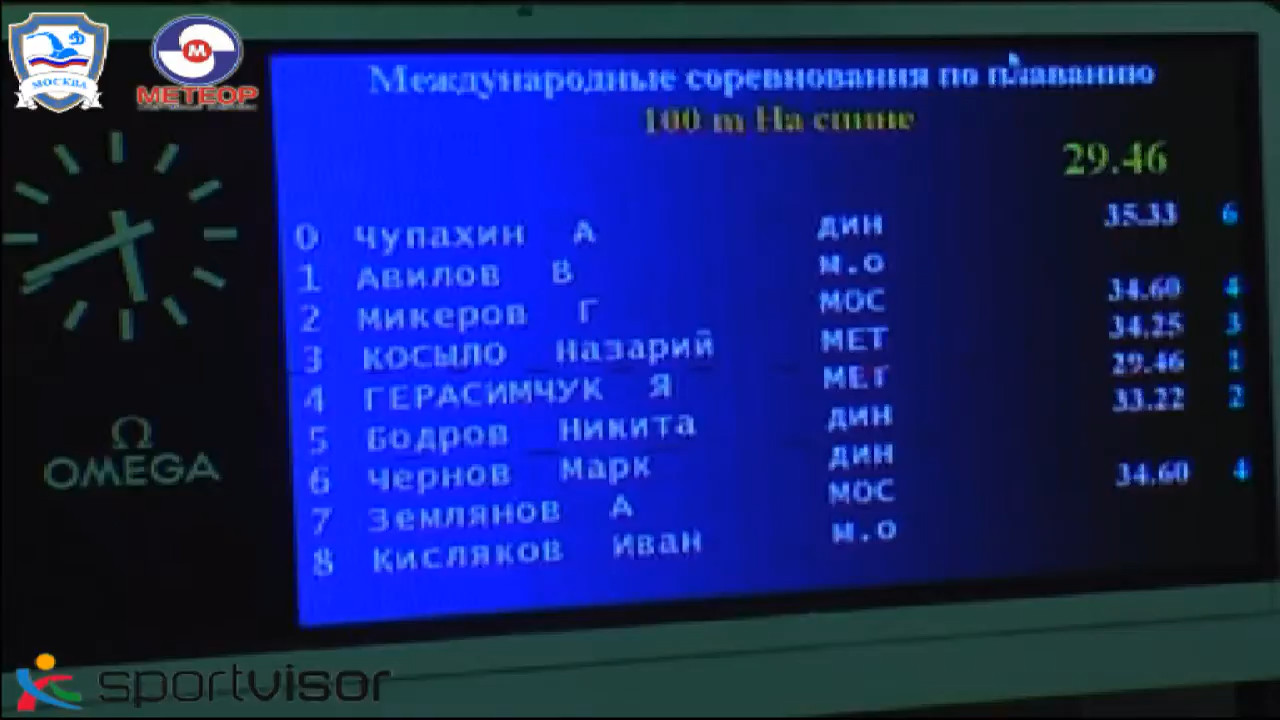 МОСКВА
МЕТЕОР
Международные соревнования по плаванию
100 m На спине
29.46
0 Чупахин А дин 35.33 6
1 Авилов В м.о
2 Микеров Г МОС 34.60 4
3 КОСЫЛО Назарий МЕТ 34.25 3
4 ГЕРАСИМЧУК Я МЕТ 29.46 1
5 Бодров Никита дин 33.22 2
6 Чернов Марк дин
7 Землянов А МОС 34.60 4
8 Кисляков Иван м.о
Ω
OMEGA
sportvisor